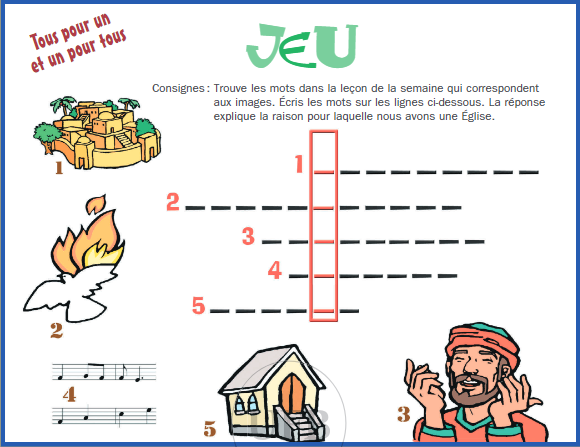 Tous pour un
et un pour tous
JEU
Consignes : Trouve les mots dans la leçon de la semaine qui correspondent
aux images. Écris les mots sur les lignes ci-dessous. La réponse
explique la raison pour laquelle nous avons une Église.
1
1
2
3
4
5
2
4
5
3